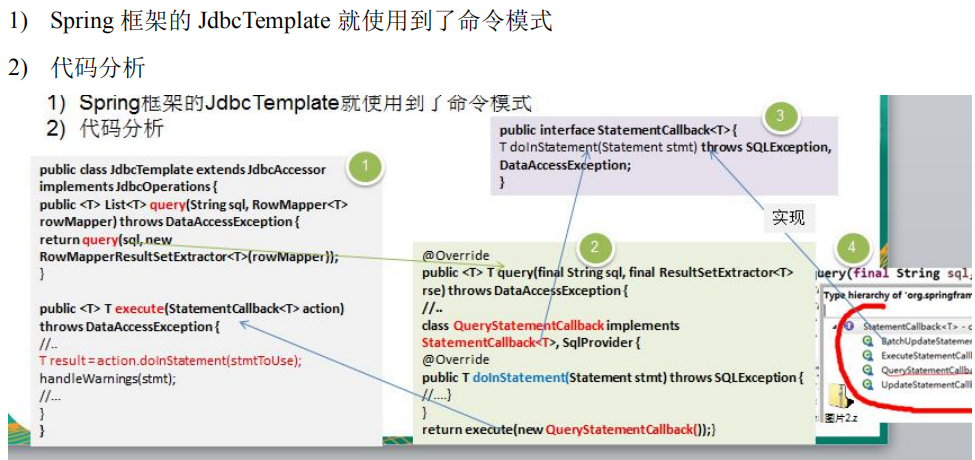 1) Spring 框架的 JdbcTemplate 就使用到了命令模式
2) 代码分析
1) Spring框架的JdbcTemplate就使用到了命令模式
2) 代码分析
1
public class JdbcTemplate extends JdbcAccessor
implements JdbcOperations {
public <T> List<T> query(String sql, RowMapper<T>
rowMapper) throws DataAccessException {
return query(sql, new
RowMapperResultSetExtractor<T>(rowMapper));
}
public <T> T execute(StatementCallback<T> action)
throws DataAccessException {
//..
T result = action.doInStatement(stmtToUse);
handleWarnings(stmt);
//...
}
}
2
@Override
public <T> T query(final String sql, final ResultSetExtractor<T>
rse) throws DataAccessException {
//..
class QueryStatementCallback implements
StatementCallback<T>, SqlProvider {
@Override
public T doInStatement(Statement stmt) throws SQLException {
//....}
}
return execute(new QueryStatementCallback());}
3
public interface StatementCallback<T> {
T doInStatement(Statement stmt) throws SQLException,
DataAccessException;
}
实现
4
query(final String sql,
Type hierarchy of 'org.springfram
StatementCallback<T> - o
BatchUpdateStatemen
ExecuteStatementCall
QueryStatementCallba
UpdateStatementCall
图片2.z